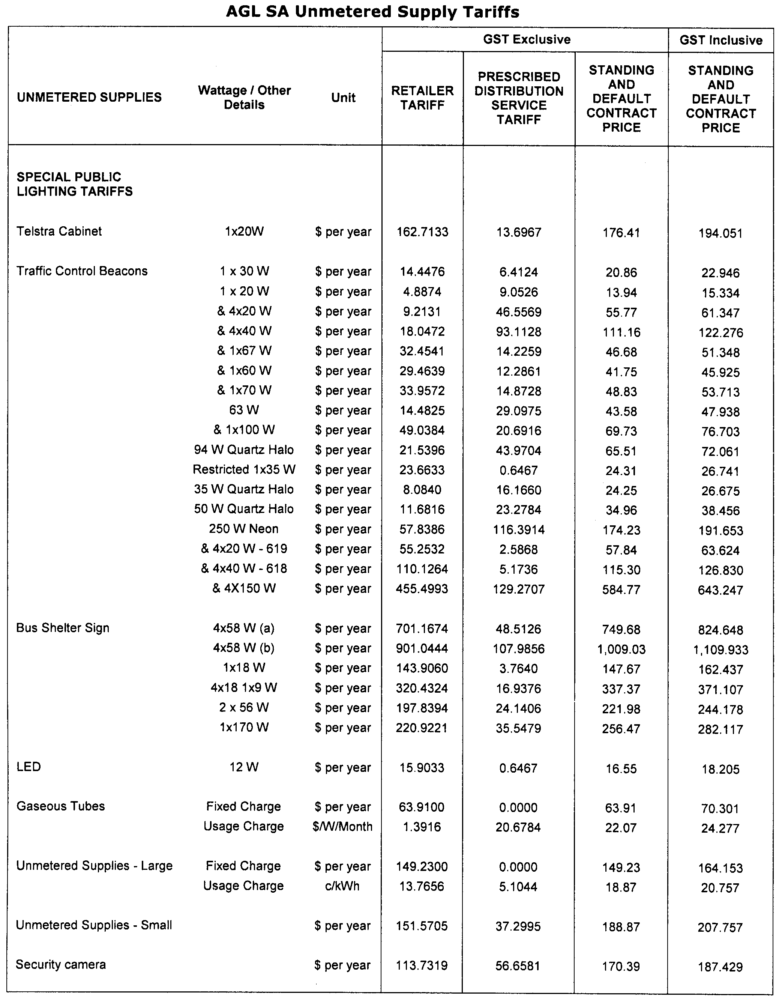 AGL SA Unmetered Supply Tariffs
GST Exclusive GST Inclusive
UNMETERED SUPPLIES Wattage / Other Details Unit RETAILER TARIFF PRESCRIBED DISTRIBUTION SERVICE TARIFF STANDING AND DEFAULT CONTRACT PRICE STANDING AND DEFAULT CONTRACT PRICE
SPECIAL PUBLIC
LIGHTING TARIFFS
Telstra Cabinet 1x20W $ per year 162.7133 13.6967 176.41 194.051
Traffic Control Beacons 1 x 30 W $ per year 14.4476 6.4124 20.86 22.946
1 x 20 W $ per year 4.8874 9.0526 13.94 15.334
& 4x20 W $ per year 9.2131 46.5569 55.77 61.347
& 4x40 W $ per year 18.0472 93.1128 111.16 122.276
& 1x67 W $ per year 32.4541 14.2259 46.68 51.348
& 1x60 W $ per year 29.4639 12.2861 41.75 45.925
& 1x70 W $ per year 33.9572 14.8728 48.83 53.713
63 W $ per year 14.4825 29.0975 43.58 47.938
& 1x100 W $ per year 49.0384 20.6916 69.73 76.703
94 W Quartz Halo $ per year 21.5396 43.9704 65.51 72.061
Restricted 1x35 W $ per year 23.6633 0.6467 24.31 26.741
35 W Quartz Halo $ per year 8.0840 16.1660 24.25 26.675
50 W Quartz Halo $ per year 11.6816 23.2784 34.96 38.456
250 W Neon $ per year 57.8386 116.3914 174.23 191.653
& 4x20 W - 619 $ per year 55.2532 2.5868 57.84 63.624
& 4x40 W - 618 $ per year 110.1264 5.1736 115.30 126.830
& 4X150 W $ per year 455.4993 129.2707 584.77 643.247
Bus Shelter Sign 4x58 W (a) $ per year 701.1674 48.5126 749.68 824.648
4x58 W (b) $ per year 901.0444 107.9856 1,009.03 1,109.933
1x18 W $ per year 143.9060 3.7640 147.67 162.437
4x18 1x9 W $ per year 320.4324 16.9376 337.37 371.107
2 x 56 W $ per year 197.8394 24.1406 221.98 244.178
1x170 W $ per year 220.9221 35.5479 256.47 282.117
LED 12 W $ per year 15.9033 0.6467 16.55 18.205
Gaseous Tubes Fixed Charge $ per year 63.9100 0.0000 63.91 70.301
Usage Charge $/W/Month 1.3916 20.6784 22.07 24.277
Unmetered Supplies - Large Fixed Charge $ per year 149.2300 0.0000 149.23 164.153
Usage Charge c/kWh 13.7656 5.1044 18.87 20.757
Unmetered Supplies - Small $ per year 151.5705 37.2995 188.87 207.757
Security camera $ per year 113.7319 56.6581 170.39 187.429